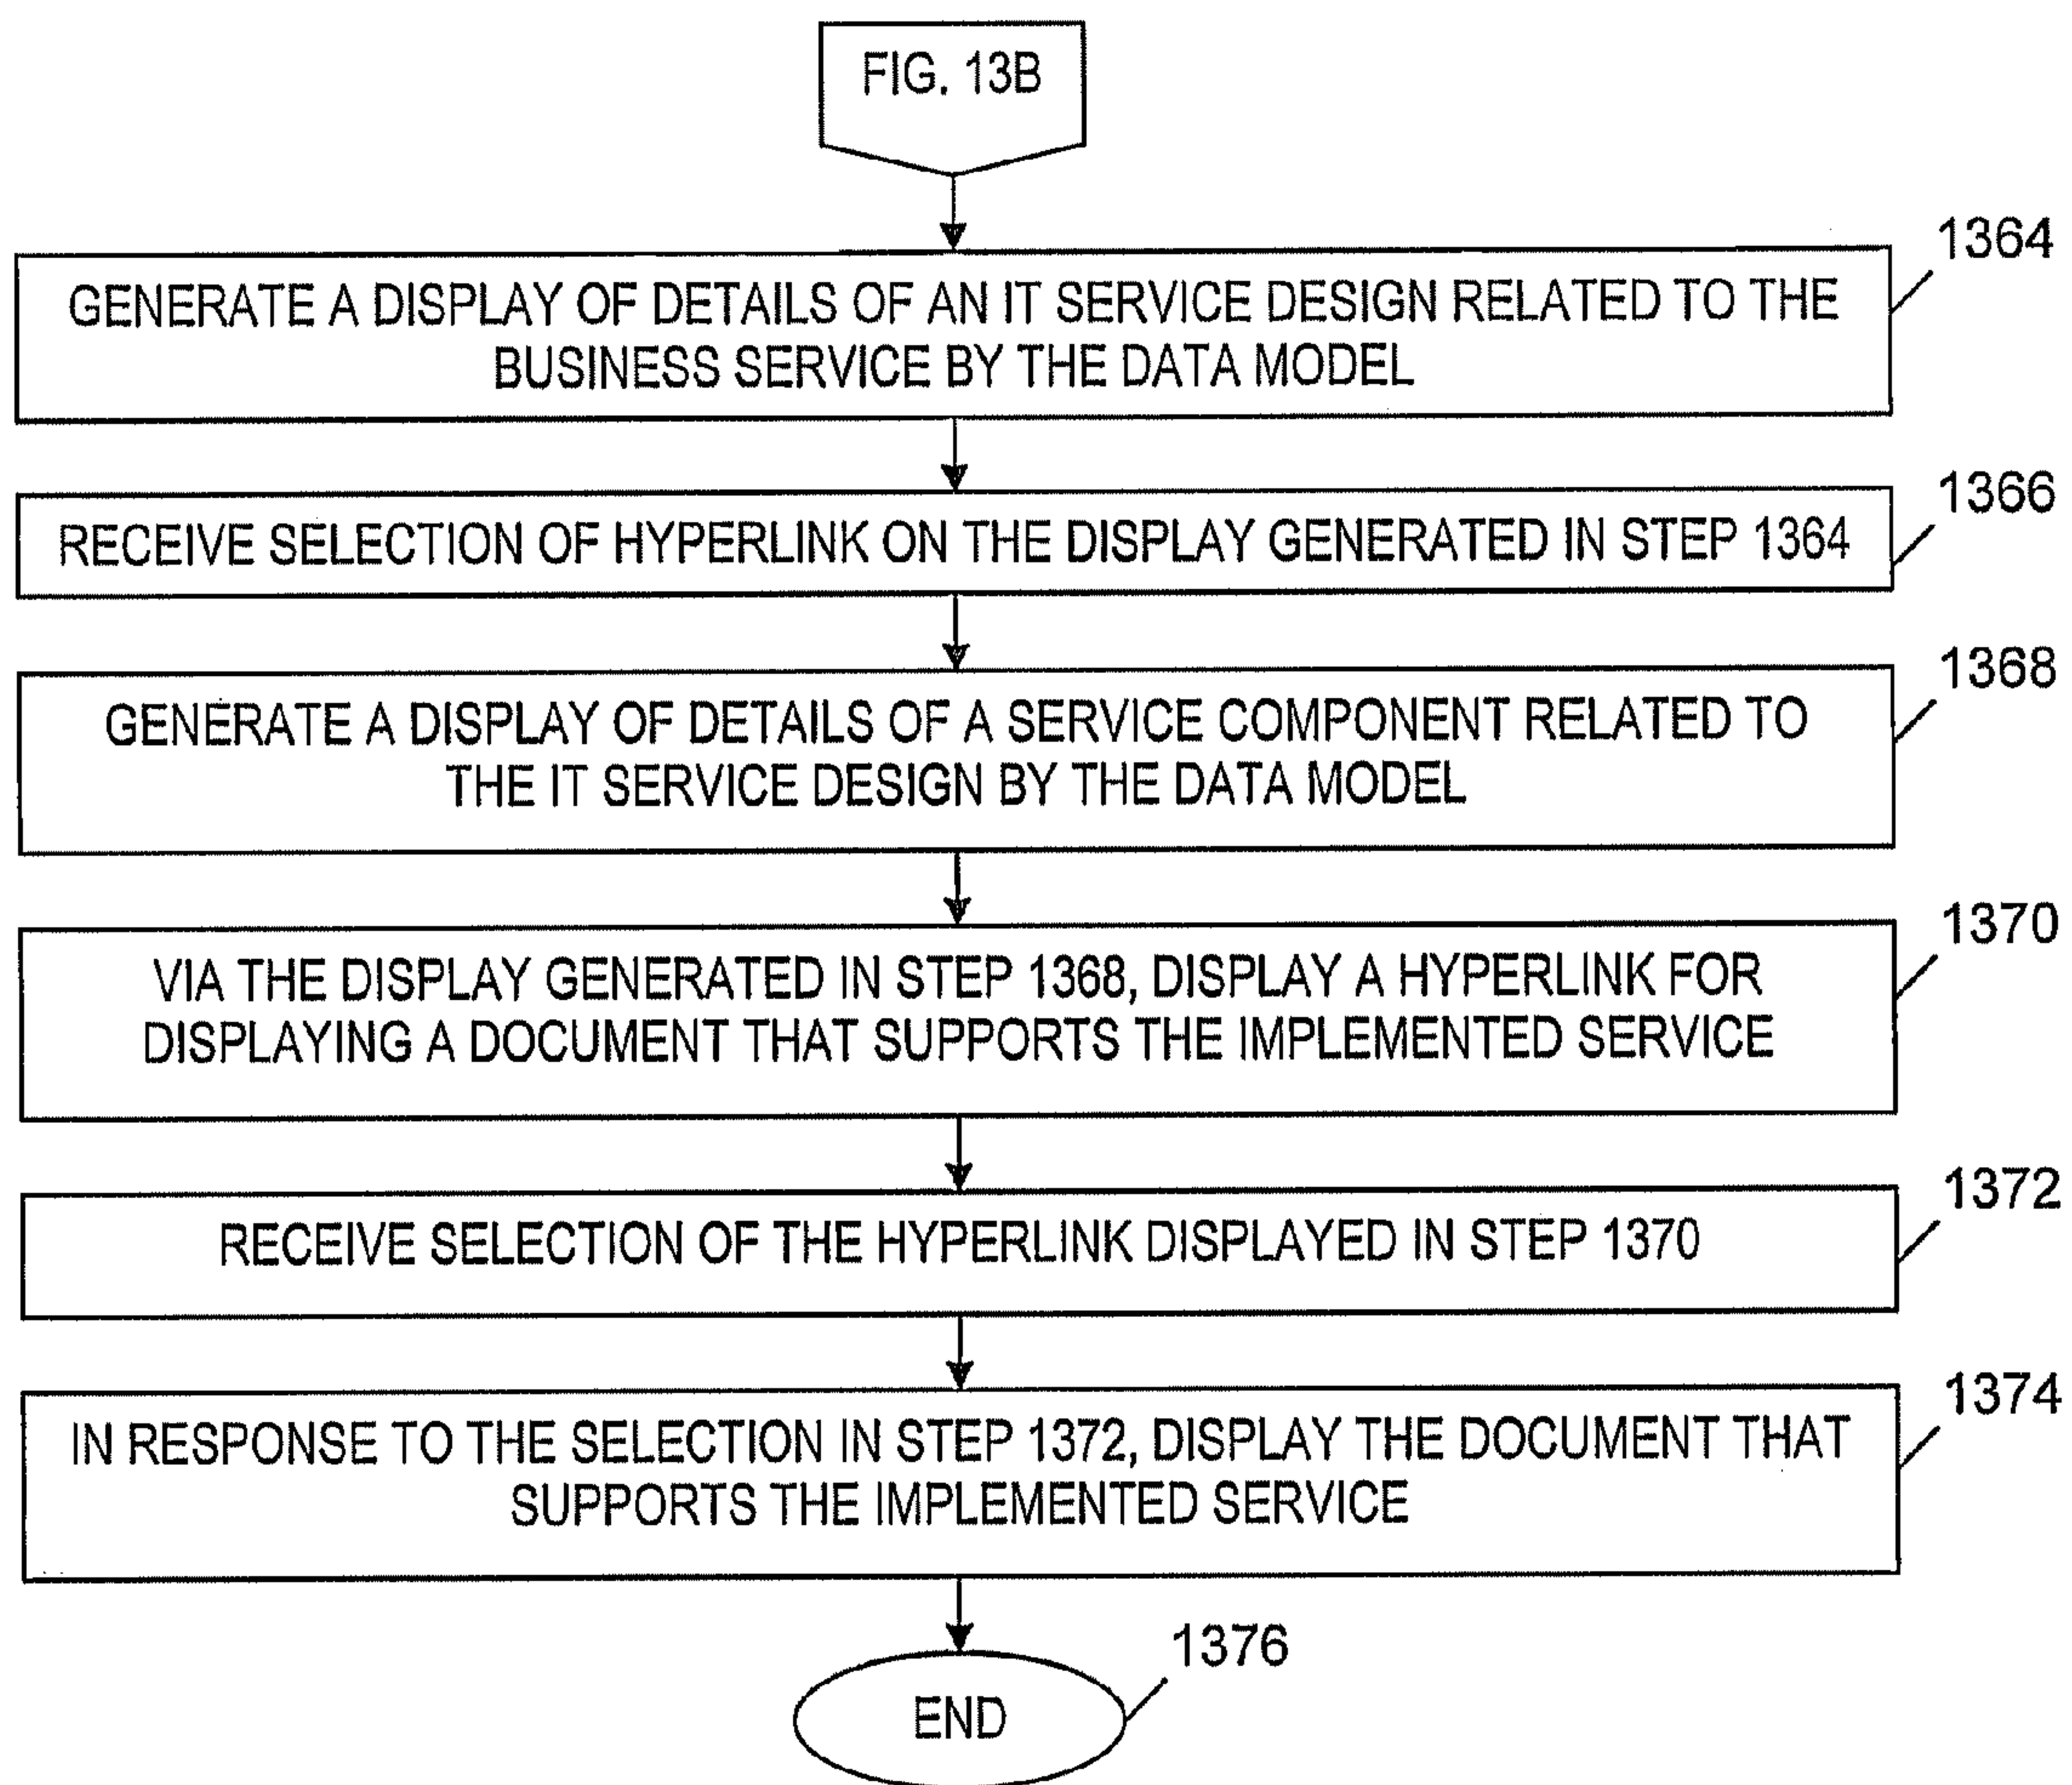 FIG. 13B
1364
GENERATE A DISPLAY OF DETAILS OF AN IT SERVICE DESIGN RELATED TO THE
BUSINESS SERVICE BY THE DATA MODEL
1366
RECEIVE SELECTION OF HYPERLINK ON THE DISPLAY GENERATED IN STEP 1364
1368
GENERATE A DISPLAY OF DETAILS OF A SERVICE COMPONENT RELATED TO
THE IT SERVICE DESIGN BY THE DATA MODEL
1370
VIA THE DISPLAY GENERATED IN STEP 1368, DISPLAY A HYPERLINK FOR
DISPLAYING A DOCUMENT THAT SUPPORTS THE IMPLEMENTED SERVICE
1372
RECEIVE SELECTION OF THE HYPERLINK DISPLAYED IN STEP 1370
1374
IN RESPONSE TO THE SELECTION IN STEP 1372, DISPLAY THE DOCUMENT THAT
SUPPORTS THE IMPLEMENTED SERVICE
1376
END